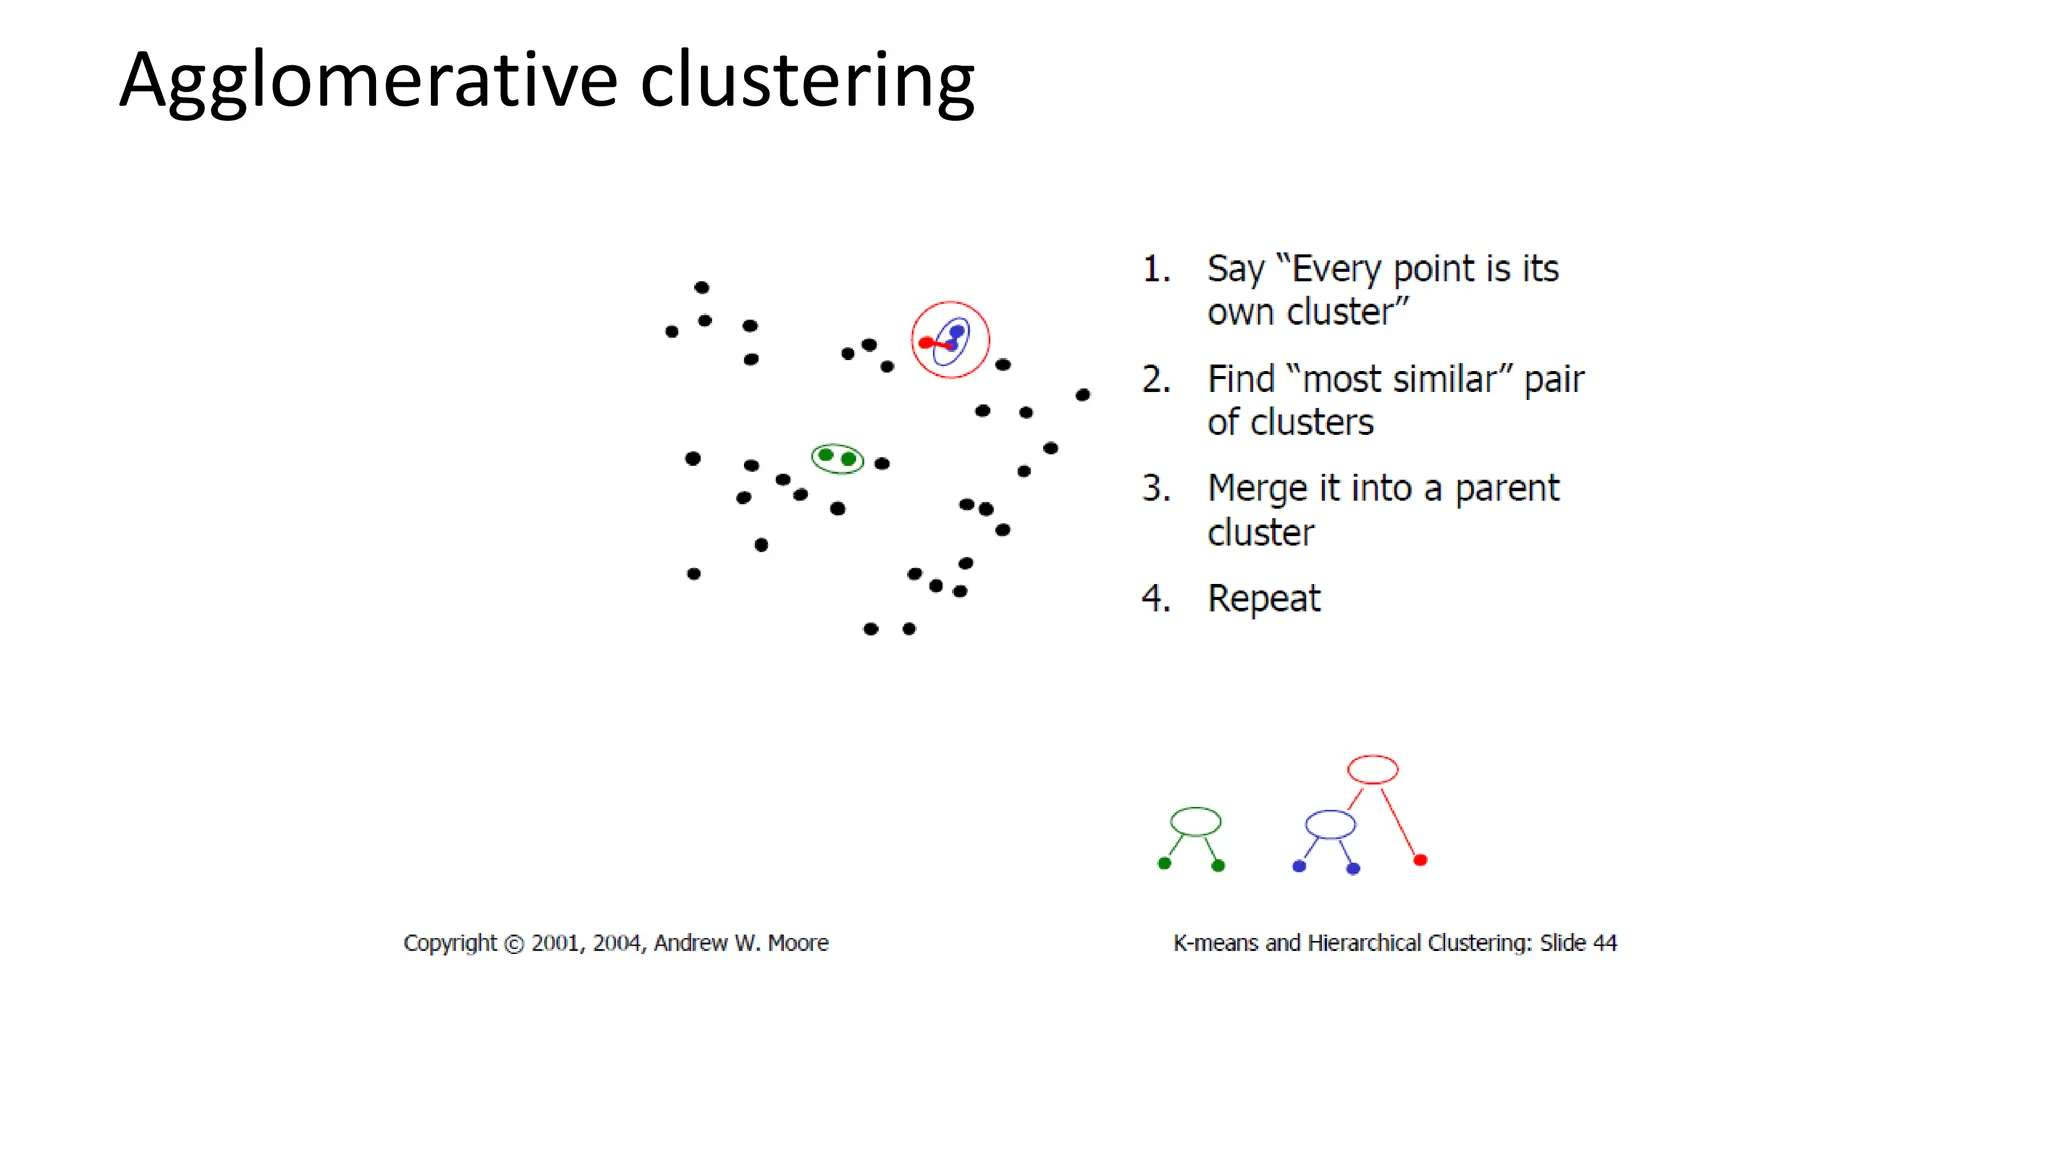 Agglomerative clustering
1. Say “Every point is its
own cluster”
2. Find “most similar” pair
of clusters
3. Merge it into a parent
cluster
4. Repeat
Copyright © 2001, 2004, Andrew W. Moore
K-means and Hierarchical Clustering: Slide 44